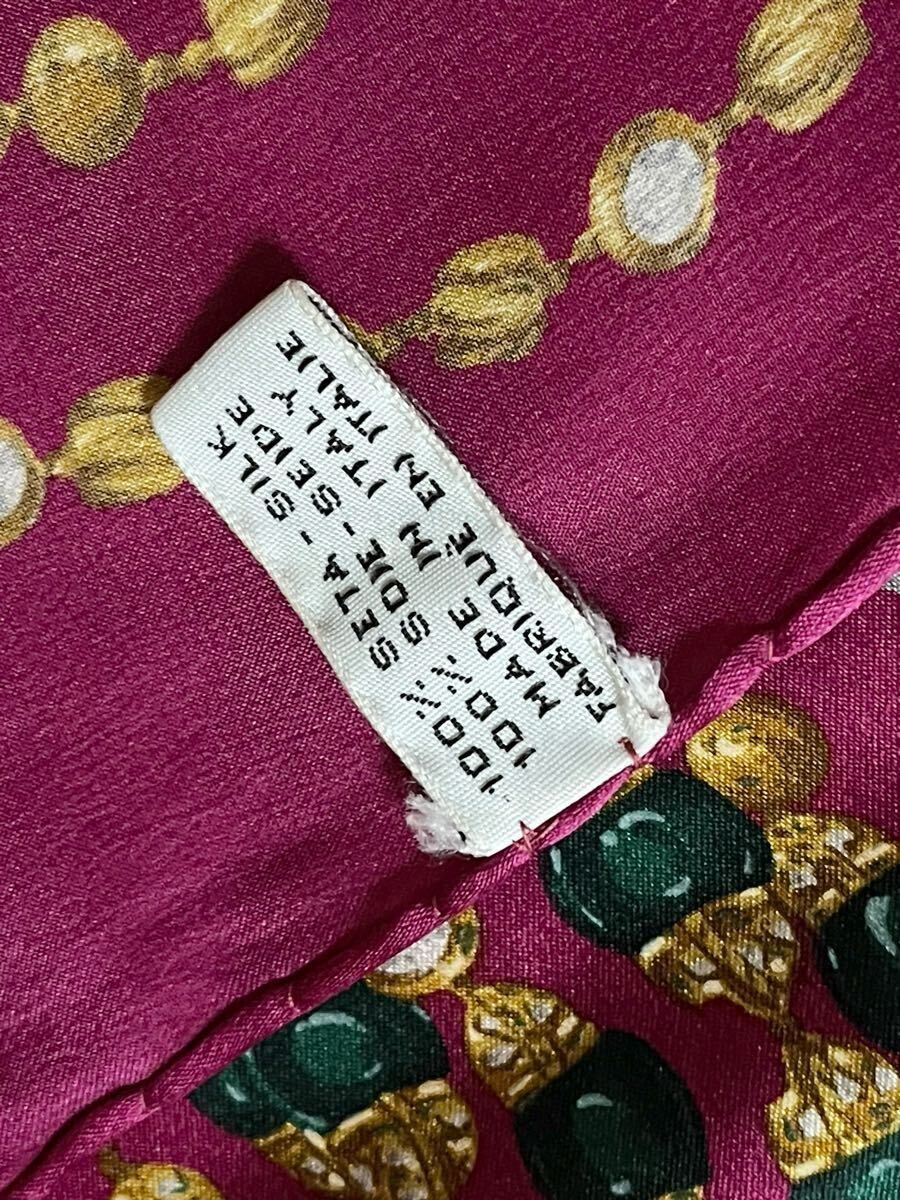 100% SETA - SILK
100% SOIE - SEIDE
MADE IN ITALY
FABRIQUÉ EN ITALIE